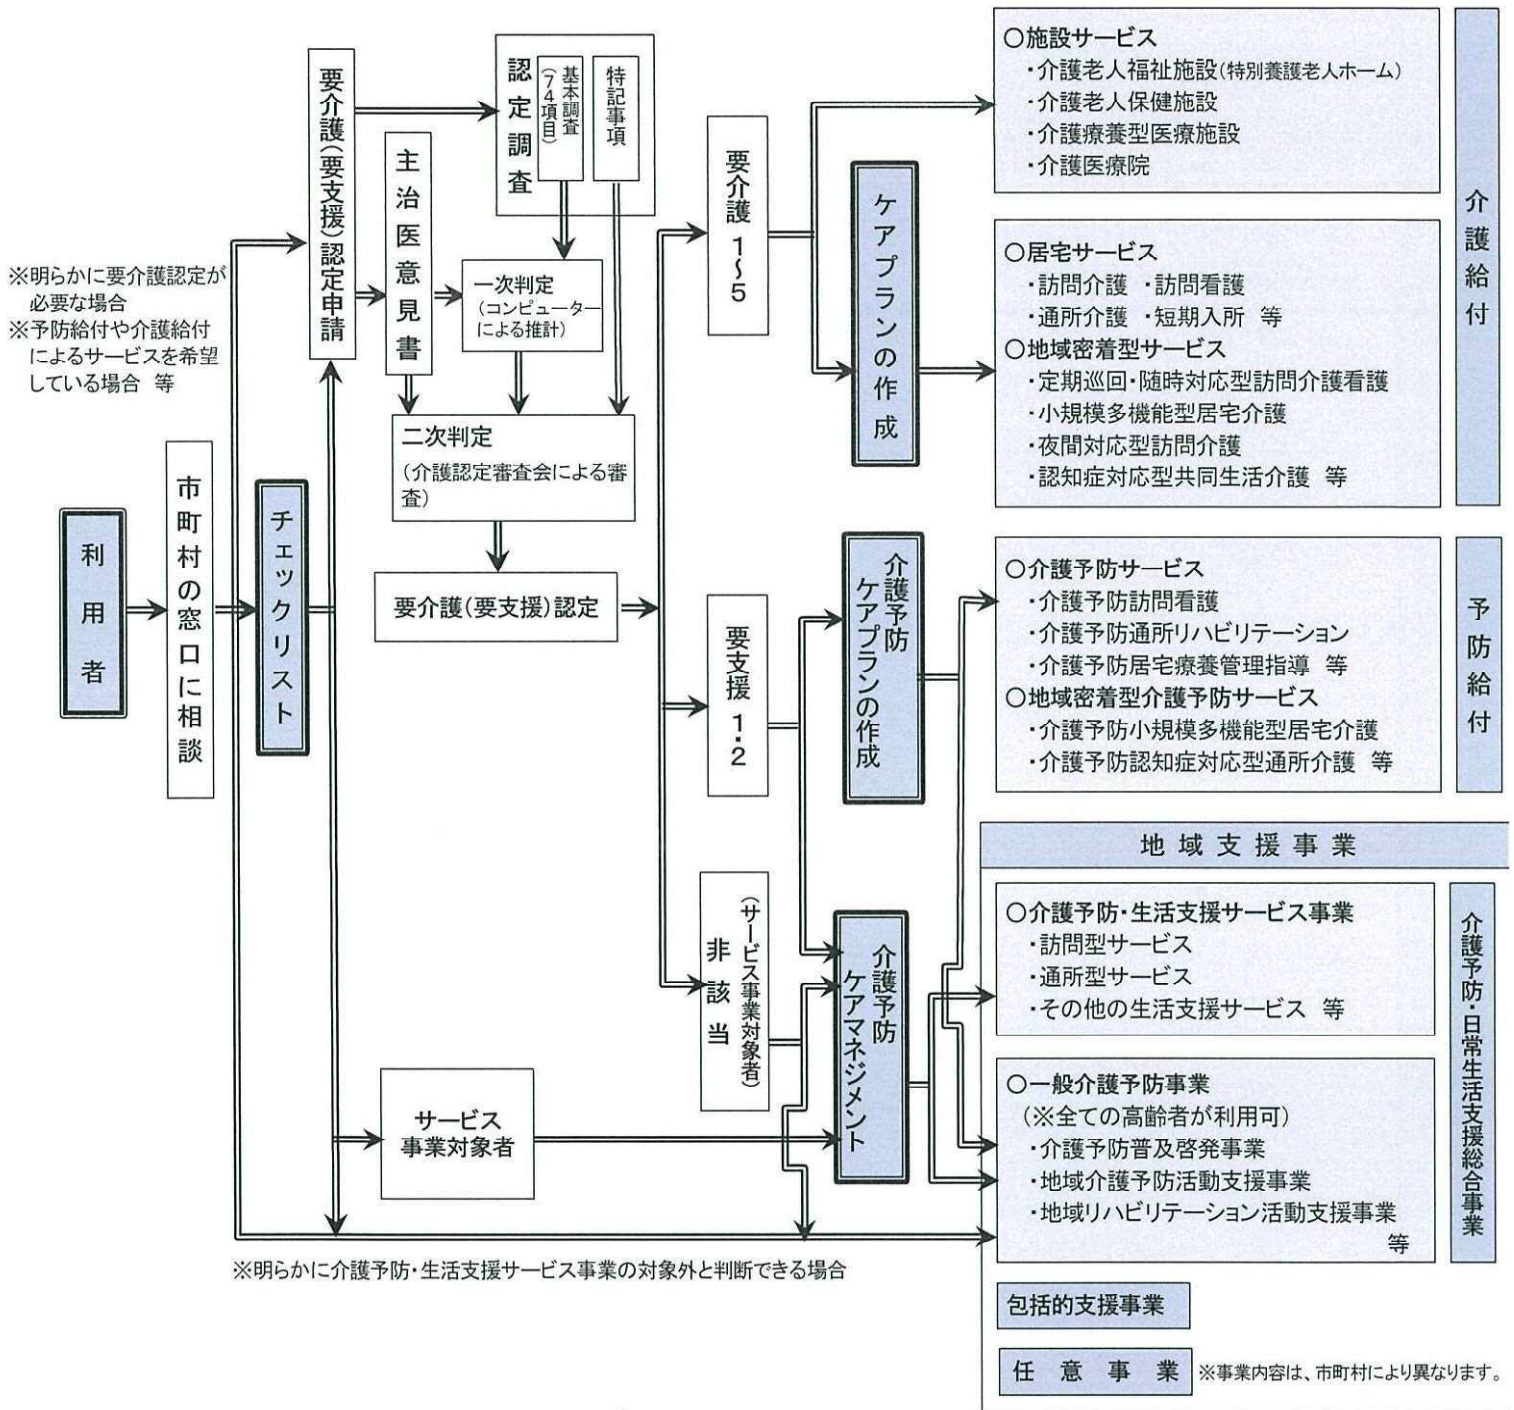 ※明らかに要介護認定が
必要な場合
※予防給付や介護給付
によるサービスを希望
している場合 等
利用者
市町村の窓口に相談
チェックリスト
要介護(要支援)認定申請
主治医意見書
認定調査
基本調査
(74項目)
特記事項
一次判定
(コンピューター
による推計)
二次判定
(介護認定審査会による審
査)
要介護(要支援)認定
サービス
事業対象者
要介護 1~5
要支援 1・2
非該当
(サービス事業対象者)
ケアプランの作成
介護予防
ケアプランの作成
介護予防
ケアマネジメント
○施設サービス
・介護老人福祉施設(特別養護老人ホーム)
・介護老人保健施設
・介護療養型医療施設
・介護医療院
○居宅サービス
・訪問介護 ・訪問看護
・通所介護 ・短期入所 等
○地域密着型サービス
・定期巡回・随時対応型訪問介護看護
・小規模多機能型居宅介護
・夜間対応型訪問介護
・認知症対応型共同生活介護 等
介護給付
○介護予防サービス
・介護予防訪問看護
・介護予防通所リハビリテーション
・介護予防居宅療養管理指導 等
○地域密着型介護予防サービス
・介護予防小規模多機能型居宅介護
・介護予防認知症対応型通所介護 等
予防給付
地域支援事業
○介護予防・生活支援サービス事業
・訪問型サービス
・通所型サービス
・その他の生活支援サービス 等
○一般介護予防事業
(※全ての高齢者が利用可)
・介護予防普及啓発事業
・地域介護予防活動支援事業
・地域リハビリテーション活動支援事業
等
介護予防・日常生活支援総合事業
※明らかに介護予防・生活支援サービス事業の対象外と判断できる場合
包括的支援事業
任意事業 ※事業内容は、市町村により異なります。